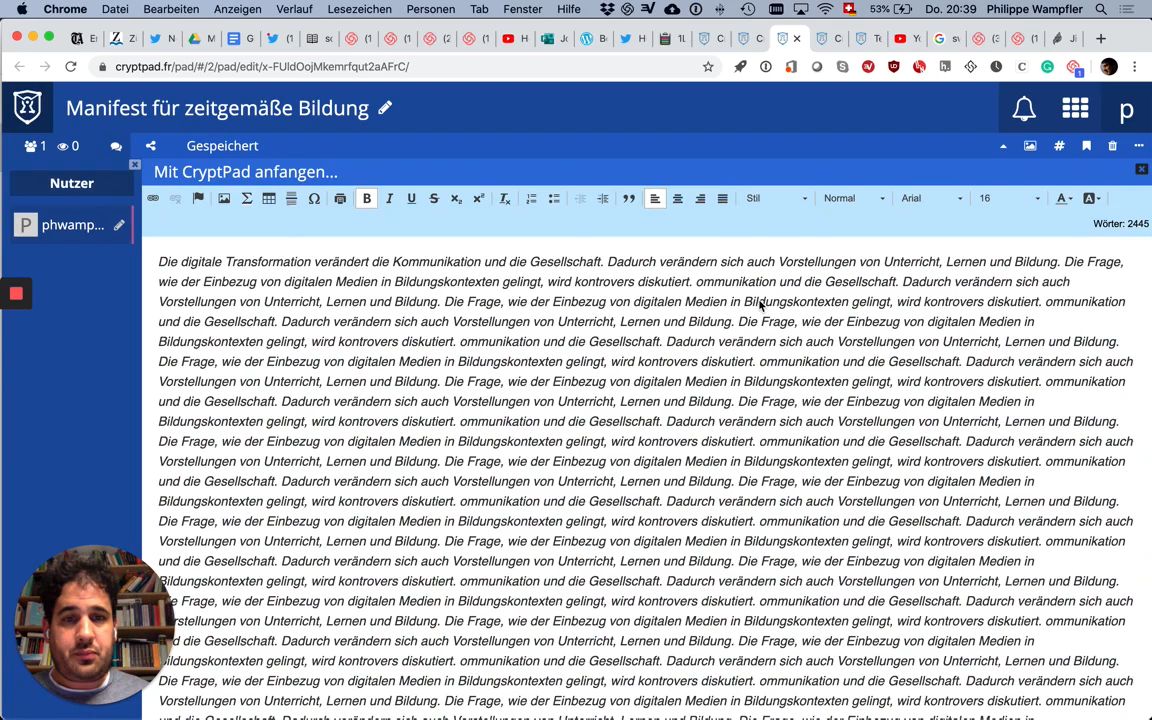 Chrome Datei Bearbeiten Anzeigen Verlauf Lesezeichen Personen Tab Fenster Hilfe 53% Do. 20:39 Philippe Wampfler
cryptpad.fr/pad/#/2/pad/edit/x-FUldOojMkemrfqut2aAFrC/
Manifest für zeitgemäße Bildung p
1 0 Gespeichert
Mit CryptPad anfangen...
Nutzer
P phwamp...
B I U S Stil Normal Arial 16
Wörter: 2445
Die digitale Transformation verändert die Kommunikation und die Gesellschaft. Dadurch verändern sich auch Vorstellungen von Unterricht, Lernen und Bildung. Die Frage,
wie der Einbezug von digitalen Medien in Bildungskontexten gelingt, wird kontrovers diskutiert. ommunikation und die Gesellschaft. Dadurch verändern sich auch
Vorstellungen von Unterricht, Lernen und Bildung. Die Frage, wie der Einbezug von digitalen Medien in Bildungskontexten gelingt, wird kontrovers diskutiert. ommunikation
und die Gesellschaft. Dadurch verändern sich auch Vorstellungen von Unterricht, Lernen und Bildung. Die Frage, wie der Einbezug von digitalen Medien in
Bildungskontexten gelingt, wird kontrovers diskutiert. ommunikation und die Gesellschaft. Dadurch verändern sich auch Vorstellungen von Unterricht, Lernen und Bildung.
Die Frage, wie der Einbezug von digitalen Medien in Bildungskontexten gelingt, wird kontrovers diskutiert. ommunikation und die Gesellschaft. Dadurch verändern sich auch
Vorstellungen von Unterricht, Lernen und Bildung. Die Frage, wie der Einbezug von digitalen Medien in Bildungskontexten gelingt, wird kontrovers diskutiert. ommunikation
und die Gesellschaft. Dadurch verändern sich auch Vorstellungen von Unterricht, Lernen und Bildung. Die Frage, wie der Einbezug von digitalen Medien in
Bildungskontexten gelingt, wird kontrovers diskutiert. ommunikation und die Gesellschaft. Dadurch verändern sich auch Vorstellungen von Unterricht, Lernen und Bildung.
Die Frage, wie der Einbezug von digitalen Medien in Bildungskontexten gelingt, wird kontrovers diskutiert. ommunikation und die Gesellschaft. Dadurch verändern sich auch
Vorstellungen von Unterricht, Lernen und Bildung. Die Frage, wie der Einbezug von digitalen Medien in Bildungskontexten gelingt, wird kontrovers diskutiert. ommunikation
und die Gesellschaft. Dadurch verändern sich auch Vorstellungen von Unterricht, Lernen und Bildung. Die Frage, wie der Einbezug von digitalen Medien in
Bildungskontexten gelingt, wird kontrovers diskutiert. ommunikation und die Gesellschaft. Dadurch verändern sich auch Vorstellungen von Unterricht, Lernen und Bildung.
Die Frage, wie der Einbezug von digitalen Medien in Bildungskontexten gelingt, wird kontrovers diskutiert. ommunikation und die Gesellschaft. Dadurch verändern sich auch
Vorstellungen von Unterricht, Lernen und Bildung. Die Frage, wie der Einbezug von digitalen Medien in Bildungskontexten gelingt, wird kontrovers diskutiert. ommunikation
und die Gesellschaft. Dadurch verändern sich auch Vorstellungen von Unterricht, Lernen und Bildung. Die Frage, wie der Einbezug von digitalen Medien in
Bildungskontexten gelingt, wird kontrovers diskutiert. ommunikation und die Gesellschaft. Dadurch verändern sich auch Vorstellungen von Unterricht, Lernen und Bildung.
Frage, wie der Einbezug von digitalen Medien in Bildungskontexten gelingt, wird kontrovers diskutiert. ommunikation und die Gesellschaft. Dadurch verändern sich auch
Vorstellungen von Unterricht, Lernen und Bildung. Die Frage, wie der Einbezug von digitalen Medien in Bildungskontexten gelingt, wird kontrovers diskutiert. ommunikation
die Gesellschaft. Dadurch verändern sich auch Vorstellungen von Unterricht, Lernen und Bildung. Die Frage, wie der Einbezug von digitalen Medien in
Bildungskontexten gelingt, wird kontrovers diskutiert. ommunikation und die Gesellschaft. Dadurch verändern sich auch Vorstellungen von Unterricht, Lernen und Bildung.
Die Frage, wie der Einbezug von digitalen Medien in Bildungskontexten gelingt, wird kontrovers diskutiert. ommunikation und die Gesellschaft. Dadurch verändern sich auch
Vorstellungen von Unterricht, Lernen und Bildung. Die Frage, wie der Einbezug von digitalen Medien in Bildungskontexten gelingt, wird kontrovers diskutiert. ommunikation